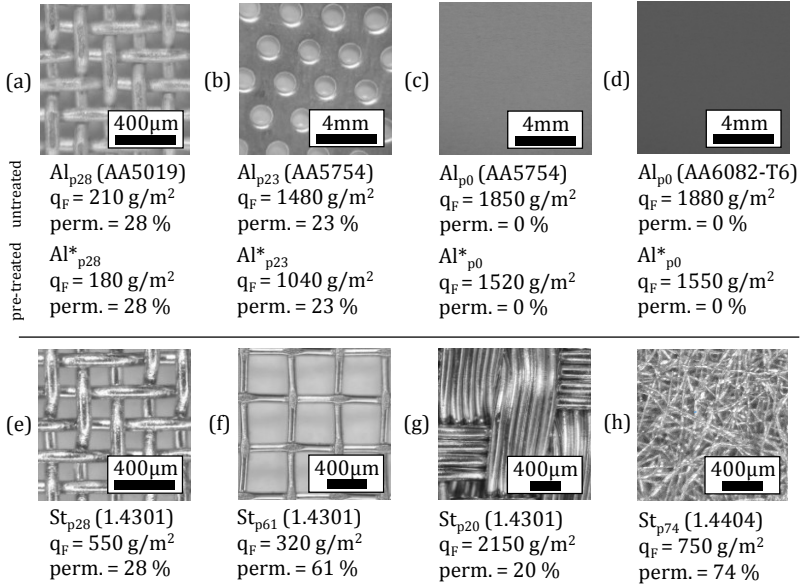 (a)
400μm
(b)
4mm
(c)
4mm
(d)
4mm
untreated
Al_p28 (AA5019)
q_F = 210 g/m²
perm. = 28 %
Al_p23 (AA5754)
q_F = 1480 g/m²
perm. = 23 %
Al_p0 (AA5754)
q_F = 1850 g/m²
perm. = 0 %
Al_p0 (AA6082-T6)
q_F = 1880 g/m²
perm. = 0 %
pre-treated
Al*_p28
q_F = 180 g/m²
perm. = 28 %
Al*_p23
q_F = 1040 g/m²
perm. = 23 %
Al*_p0
q_F = 1520 g/m²
perm. = 0 %
Al*_p0
q_F = 1550 g/m²
perm. = 0 %
(e)
400μm
(f)
400μm
(g)
400μm
(h)
400μm
St_p28 (1.4301)
q_F = 550 g/m²
perm. = 28 %
St_p61 (1.4301)
q_F = 320 g/m²
perm. = 61 %
St_p20 (1.4301)
q_F = 2150 g/m²
perm. = 20 %
St_p74 (1.4404)
q_F = 750 g/m²
perm. = 74 %